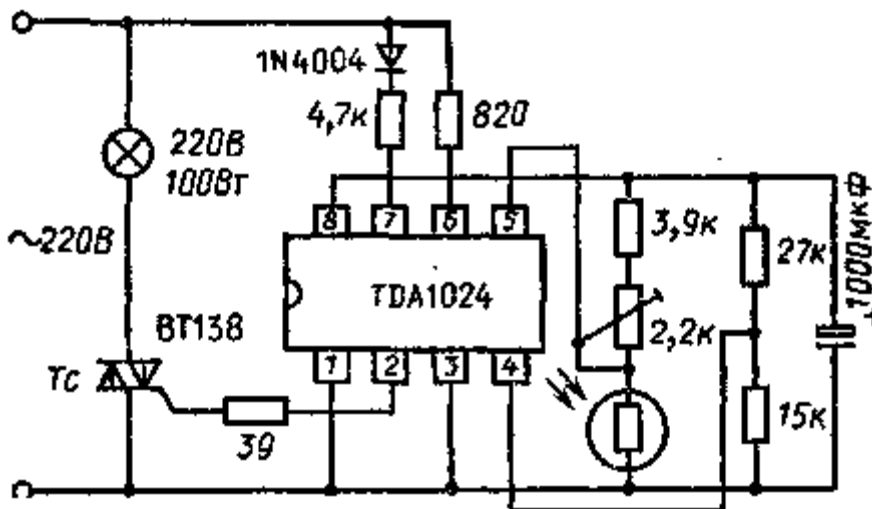 1N4004
4,7к
820
220В
100Вт
8
7
6
5
3,9к
27к
1000мкФ
+
~220В
TDA1024
ВТ138
2,2к
Тс
1
2
3
4
15к
39